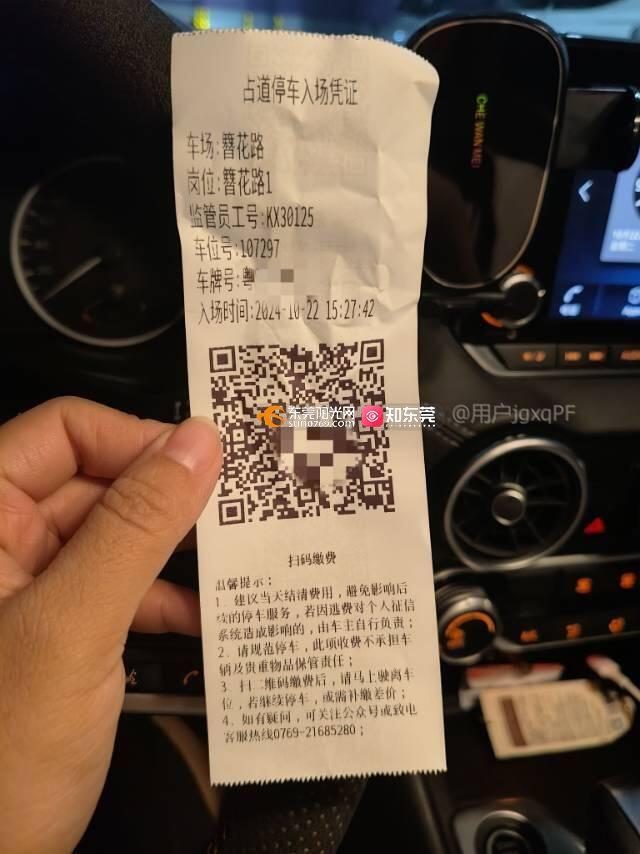 占道停车入场凭证
车场:簪花路
岗位:簪花路1
监管员工号:KX30125
车位号:107297
车牌号:粤
入场时间:2024-10-22 15:27:42
东莞阳光网
sun0769.com
知东莞
@用户jgxqPF
扫码缴费
温馨提示:
1、建议当天结清费用，避免影响后
续的停车服务，若因逃费对个人征信
系统造成影响的，由车主自行负责；
2、请规范停车，此项收费不承担车
辆及贵重物品保管责任；
3、扫二维码缴费后，请马上驶离车
位，若继续停车，或需补缴差价；
4、如有疑问，可关注公众号或致电
客服热线0769-21685280；
CHE WAN MEI